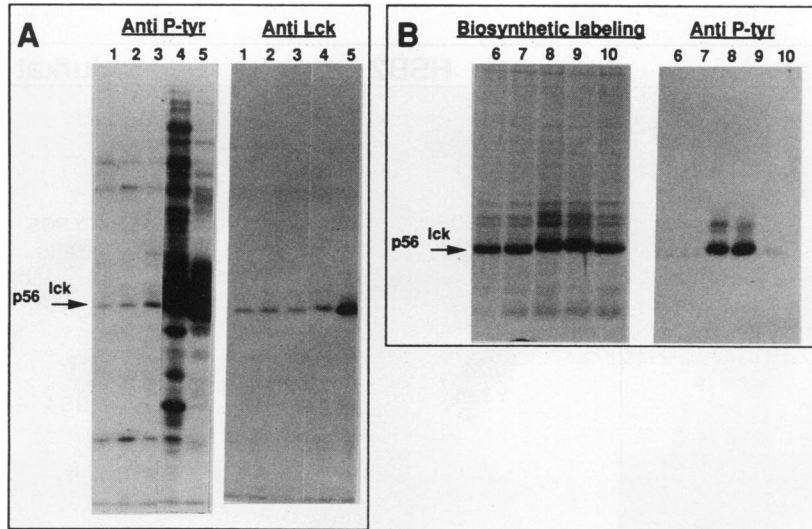 A
Anti P-tyr
Anti Lck
1 2 3 4 5
1 2 3 4 5
p56 lck
B
Biosynthetic labeling
Anti P-tyr
6 7 8 9 10
6 7 8 9 10
p56 lck
HSB2